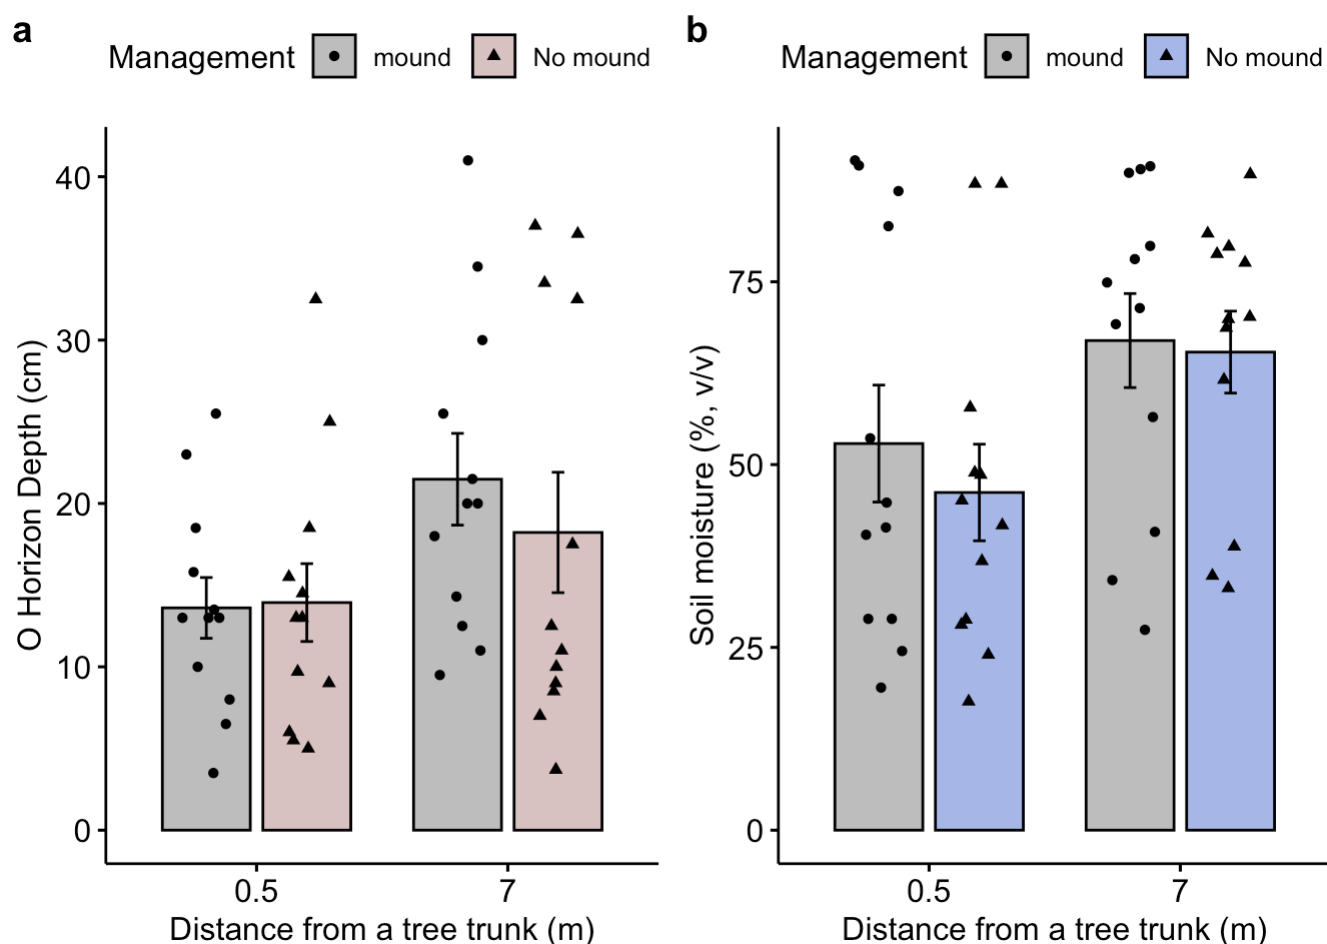 a
Management mound No mound
O Horizon Depth (cm)
40
30
20
10
0
0.5 7
Distance from a tree trunk (m)
b
Management mound No mound
Soil moisture (%, v/v)
75
50
25
0
0.5 7
Distance from a tree trunk (m)